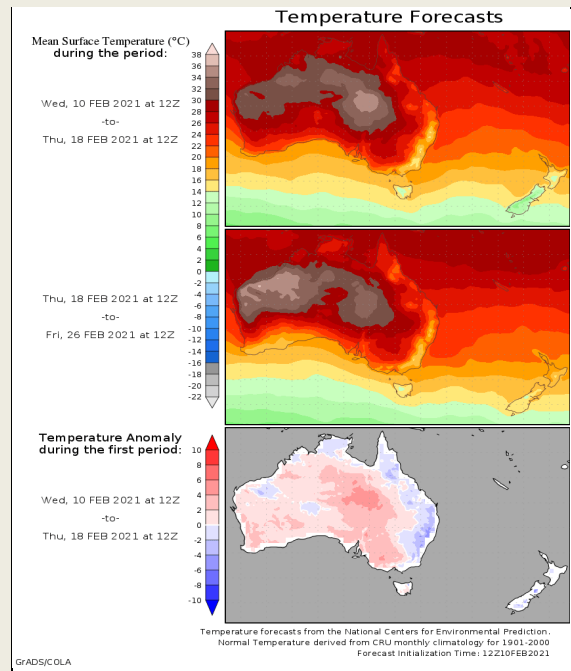 Temperature Forecasts
Mean Surface Temperature (°C)
during the period:
Wed, 10 FEB 2021 at 12Z
-to-
Thu, 18 FEB 2021 at 12Z
38
36
34
32
30
28
26
24
22
20
18
16
14
12
10
8
6
4
2
0
-2
-4
-6
-8
-10
-12
-14
-16
-18
-20
-22
Thu, 18 FEB 2021 at 12Z
-to-
Fri, 26 FEB 2021 at 12Z
Temperature Anomaly
during the first period:
Wed, 10 FEB 2021 at 12Z
-to-
Thu, 18 FEB 2021 at 12Z
10
8
6
4
2
0
-2
-4
-6
-8
-10
Temperature forecasts from the National Centers for Environmental Prediction.
Normal Temperature derived from CRU monthly climatology for 1901-2000
Forecast Initialization Time: 12Z10FEB2021
GrADS/COLA